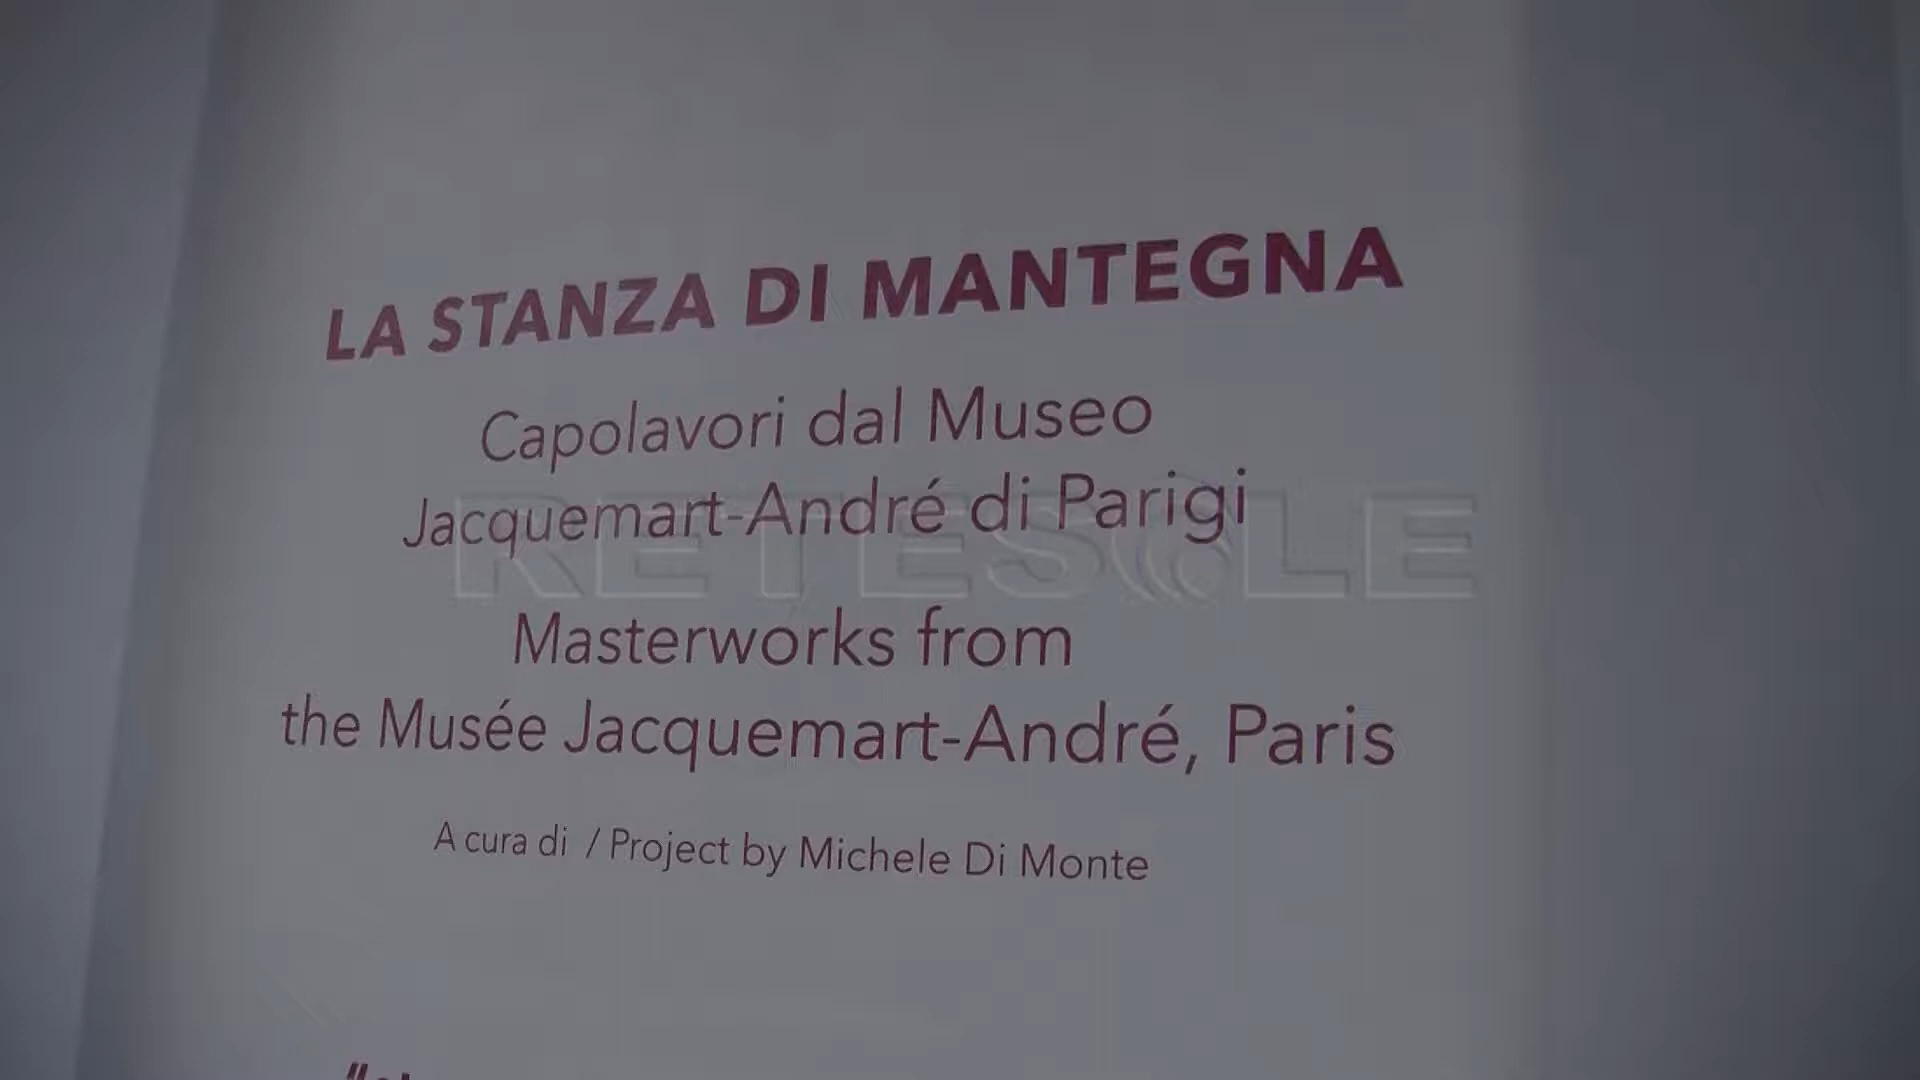 LA STANZA DI MANTEGNA
Capolavori dal Museo
Jacquemart-André di Parigi
RETESOLE
Masterworks from
the Musée Jacquemart-André, Paris
A cura di / Project by Michele Di Monte